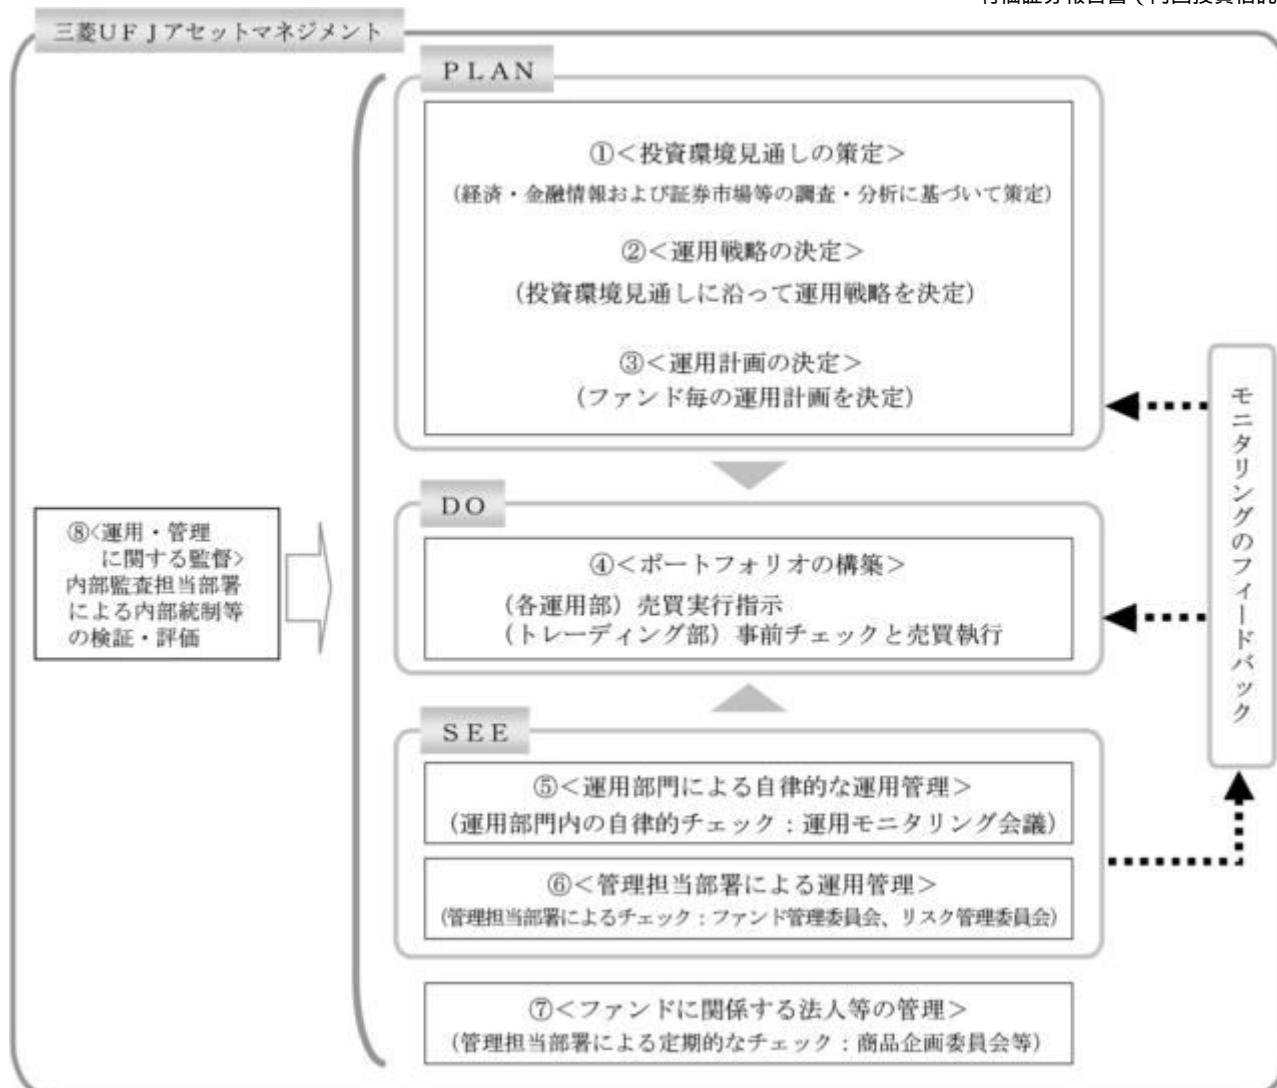 三菱ＵＦＪアセットマネジメント
ＰＬＡＮ
①＜投資環境見通しの策定＞
（経済・金融情報および証券市場等の調査・分析に基づいて策定）
②＜運用戦略の決定＞
（投資環境見通しに沿って運用戦略を決定）
③＜運用計画の決定＞
（ファンド毎の運用計画を決定）
ＤＯ
④＜ポートフォリオの構築＞
（各運用部）売買実行指示
（トレーディング部）事前チェックと売買執行
ＳＥＥ
⑤＜運用部門による自律的な運用管理＞
（運用部門内の自律的チェック：運用モニタリング会議）
⑥＜管理担当部署による運用管理＞
（管理担当部署によるチェック：ファンド管理委員会、リスク管理委員会）
⑦＜ファンドに関係する法人等の管理＞
（管理担当部署による定期的なチェック：商品企画委員会等）
⑧＜運用・管理
に関する監督＞
内部監査担当部署
による内部統制等
の検証・評価
モニタリングのフィードバック